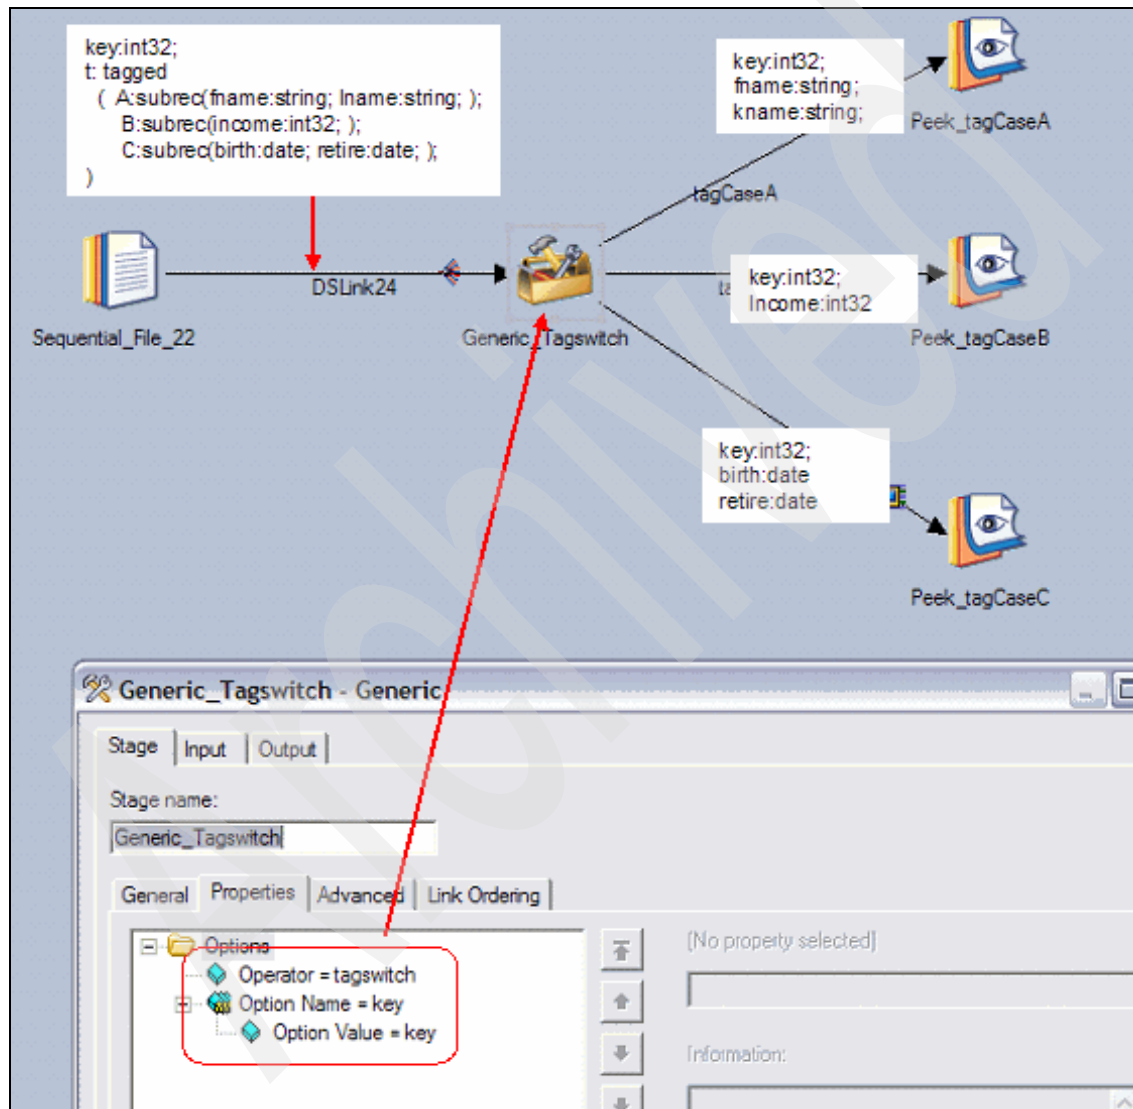 key:int32;
t: tagged
( A:subrec(fname:string; lname:string; );
B:subrec(income:int32; );
C:subrec(birth:date; retire:date; );
)
key:int32;
fname:string;
kname:string;
Peek_tagCaseA
tagCaseA
DSLink24
key:int32;
Income:int32
Sequential_File_22
Generic_Tagswitch
Peek_tagCaseB
key:int32;
birth:date
retire:date
Peek_tagCaseC
Generic_Tagswitch - Generic
Stage Input Output
Stage name:
Generic_Tagswitch
General Properties Advanced Link Ordering
Options
(No property selected)
Operator = tagswitch
Option Name = key
Option Value = key
Information:
Archived